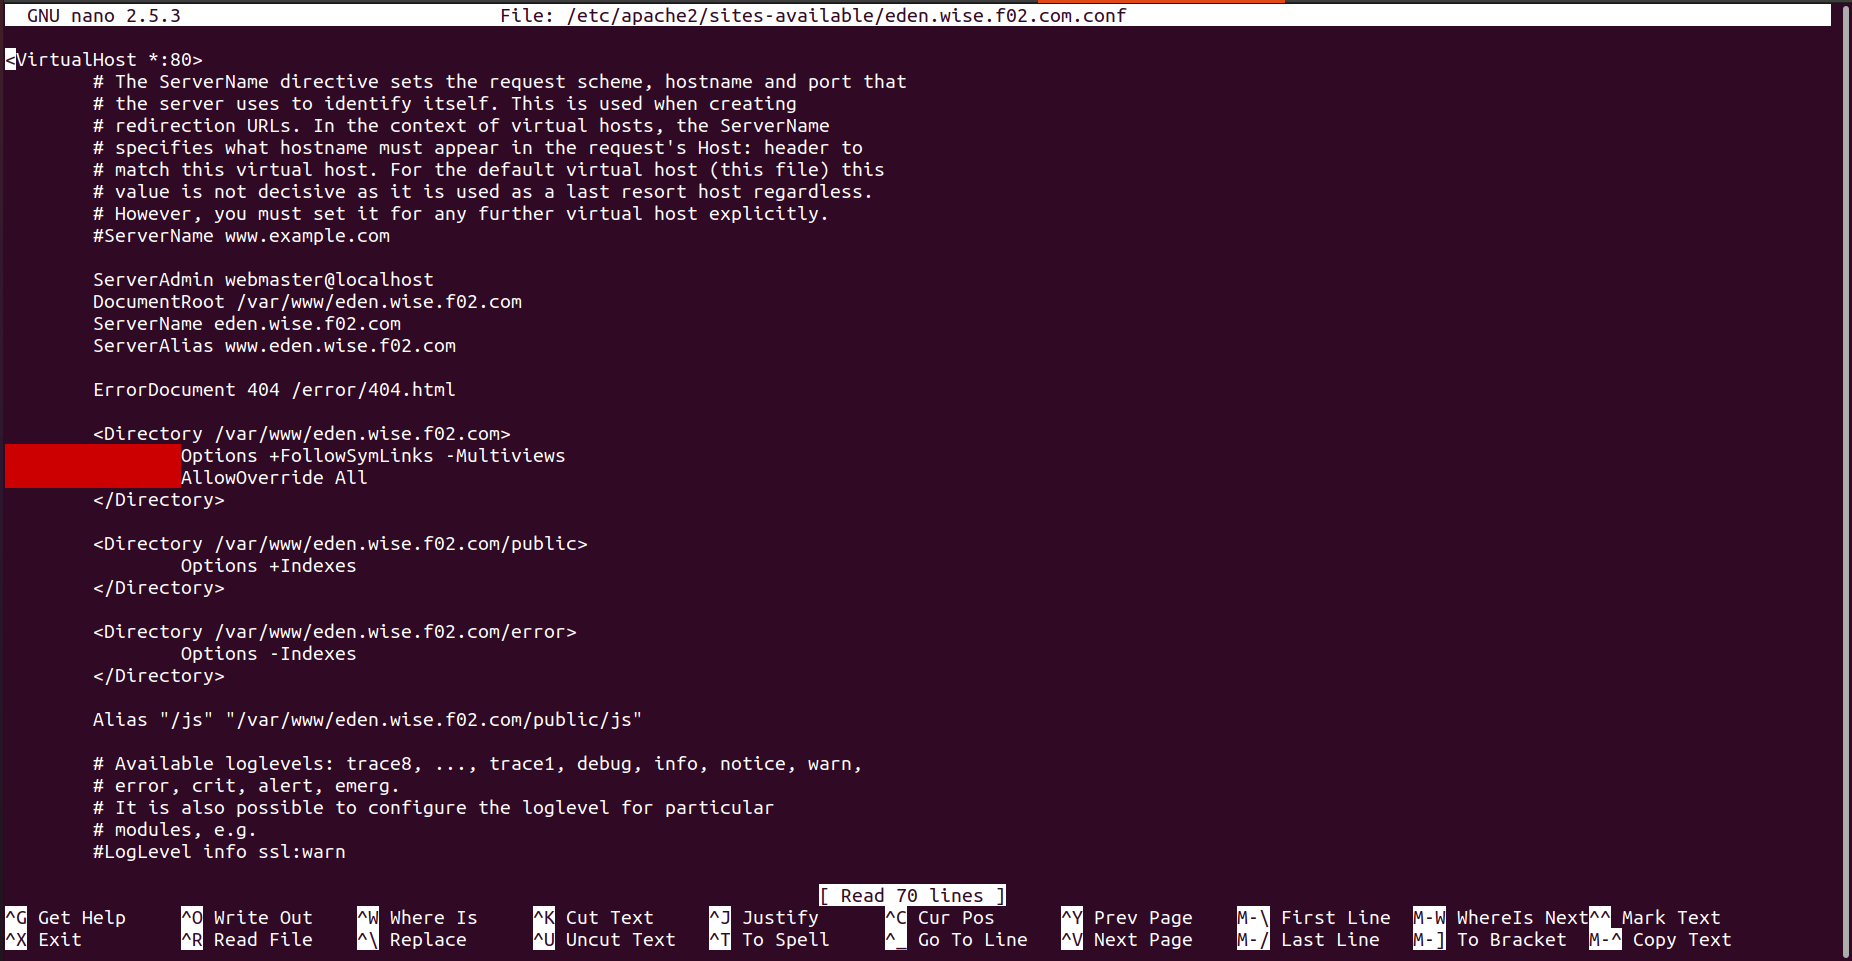 GNU nano 2.5.3 File: /etc/apache2/sites-available/eden.wise.f02.com.conf
<VirtualHost *:80>
# The ServerName directive sets the request scheme, hostname and port that
# the server uses to identify itself. This is used when creating
# redirection URLs. In the context of virtual hosts, the ServerName
# specifies what hostname must appear in the request's Host: header to
# match this virtual host. For the default virtual host (this file) this
# value is not decisive as it is used as a last resort host regardless.
# However, you must set it for any further virtual host explicitly.
#ServerName www.example.com
ServerAdmin webmaster@localhost
DocumentRoot /var/www/eden.wise.f02.com
ServerName eden.wise.f02.com
ServerAlias www.eden.wise.f02.com
ErrorDocument 404 /error/404.html
<Directory /var/www/eden.wise.f02.com>
Options +FollowSymLinks -Multiviews
AllowOverride All
</Directory>
<Directory /var/www/eden.wise.f02.com/public>
Options +Indexes
</Directory>
<Directory /var/www/eden.wise.f02.com/error>
Options -Indexes
</Directory>
Alias "/js" "/var/www/eden.wise.f02.com/public/js"
# Available loglevels: trace8, ..., trace1, debug, info, notice, warn,
# error, crit, alert, emerg.
# It is also possible to configure the loglevel for particular
# modules, e.g.
#LogLevel info ssl:warn
[ Read 70 lines ]
^G Get Help ^O Write Out ^W Where Is ^K Cut Text ^J Justify ^C Cur Pos ^Y Prev Page M-\ First Line M-W WhereIs Next ^^ Mark Text
^X Exit ^R Read File ^\ Replace ^U Uncut Text ^T To Spell ^_ Go To Line ^V Next Page M-/ Last Line M-] To Bracket M-^ Copy Text